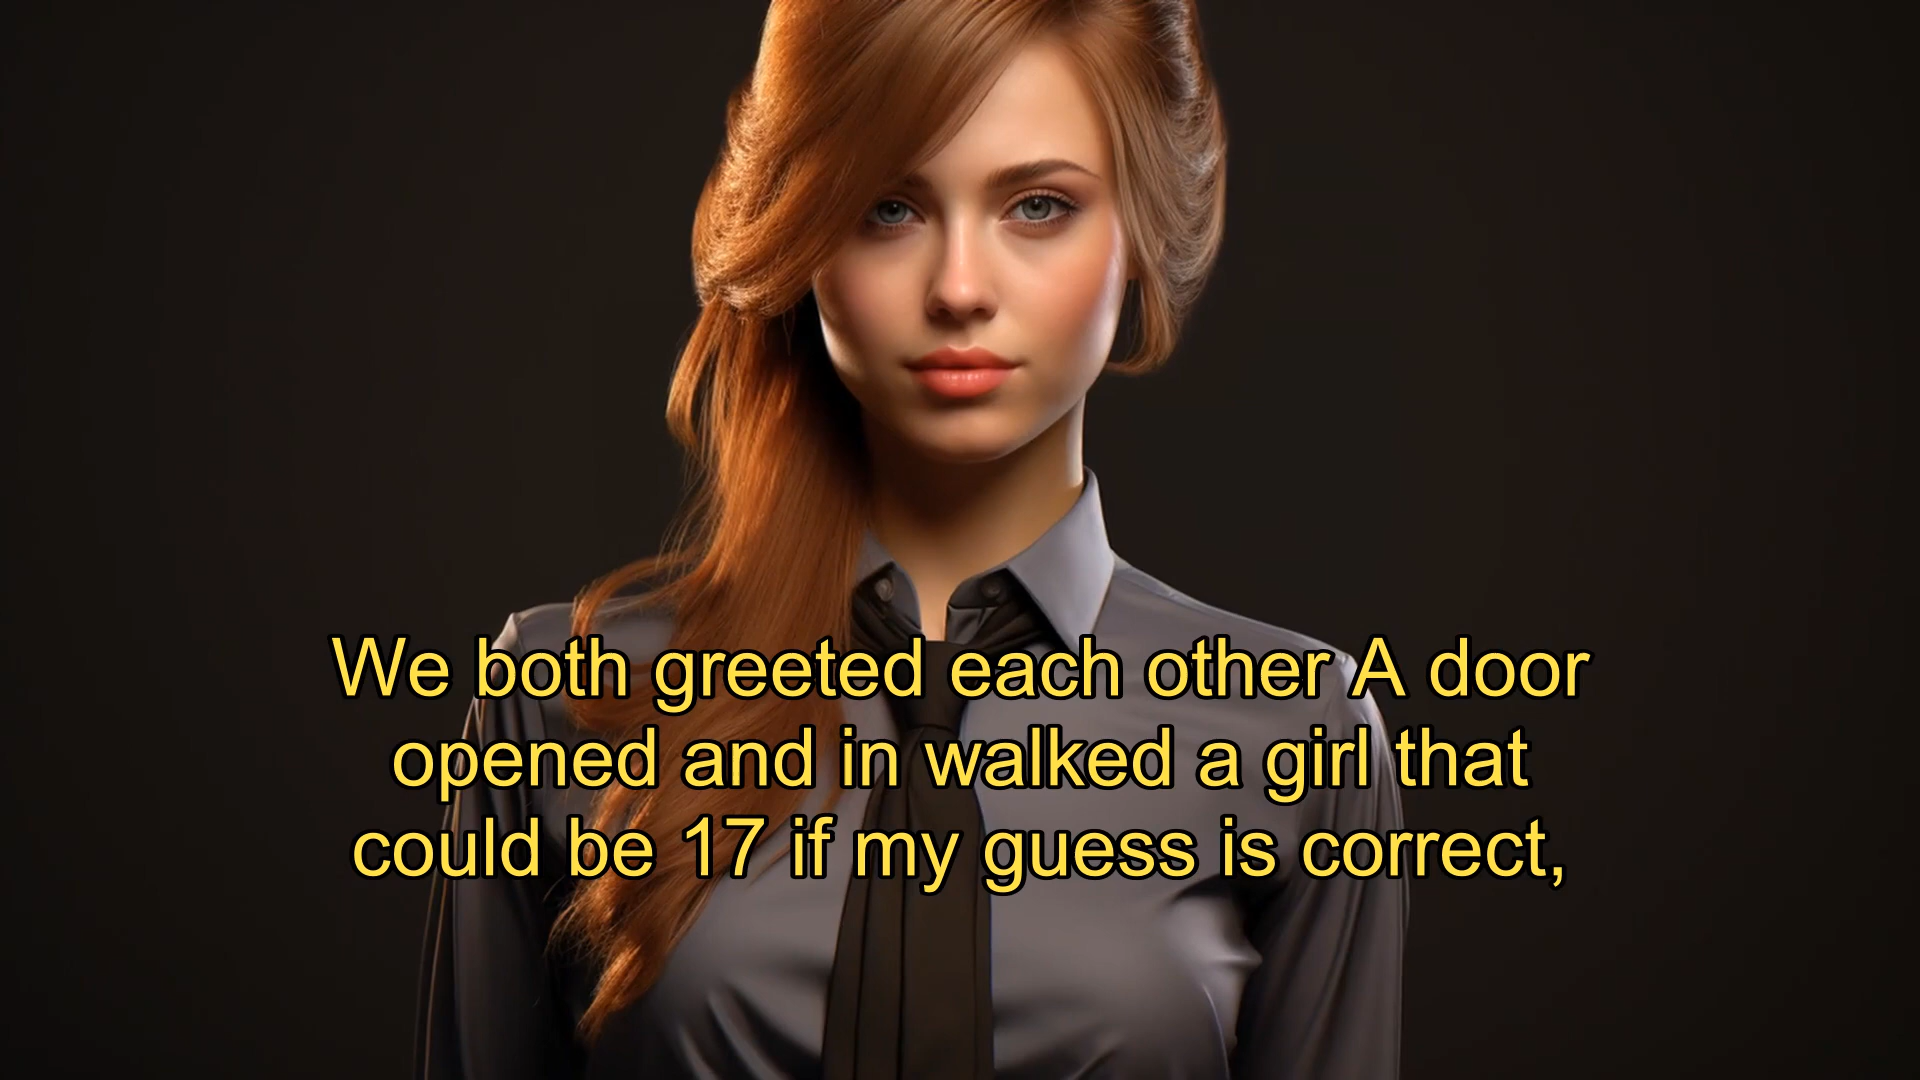 We both greeted each other A door
opened and in walked a girl that
could be 17 if my guess is correct,